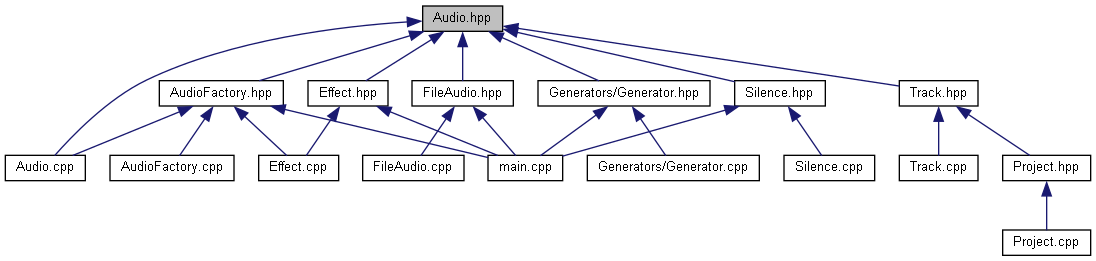 Audio.hpp
AudioFactory.hpp
Effect.hpp
FileAudio.hpp
Generators/Generator.hpp
Silence.hpp
Track.hpp
Audio.cpp
AudioFactory.cpp
Effect.cpp
FileAudio.cpp
main.cpp
Generators/Generator.cpp
Silence.cpp
Track.cpp
Project.hpp
Project.cpp